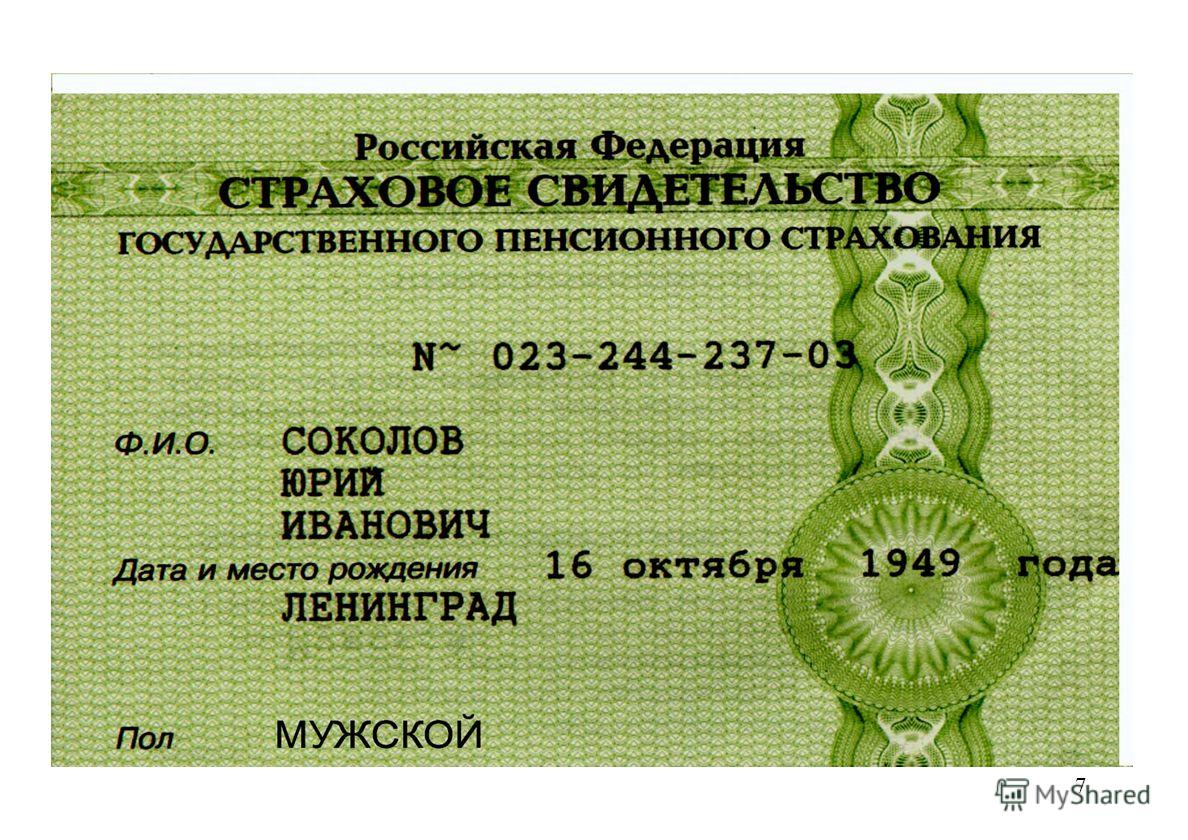 Российская Федерация
СТРАХОВОЕ СВИДЕТЕЛЬСТВО
ГОСУДАРСТВЕННОГО ПЕНСИОННОГО СТРАХОВАНИЯ
N~ 023-244-237-03
Ф.И.О. СОКОЛОВ
ЮРИЙ
ИВАНОВИЧ
Дата и место рождения 16 октября 1949 года
ЛЕНИНГРАД
Пол МУЖСКОЙ
7
MyShared